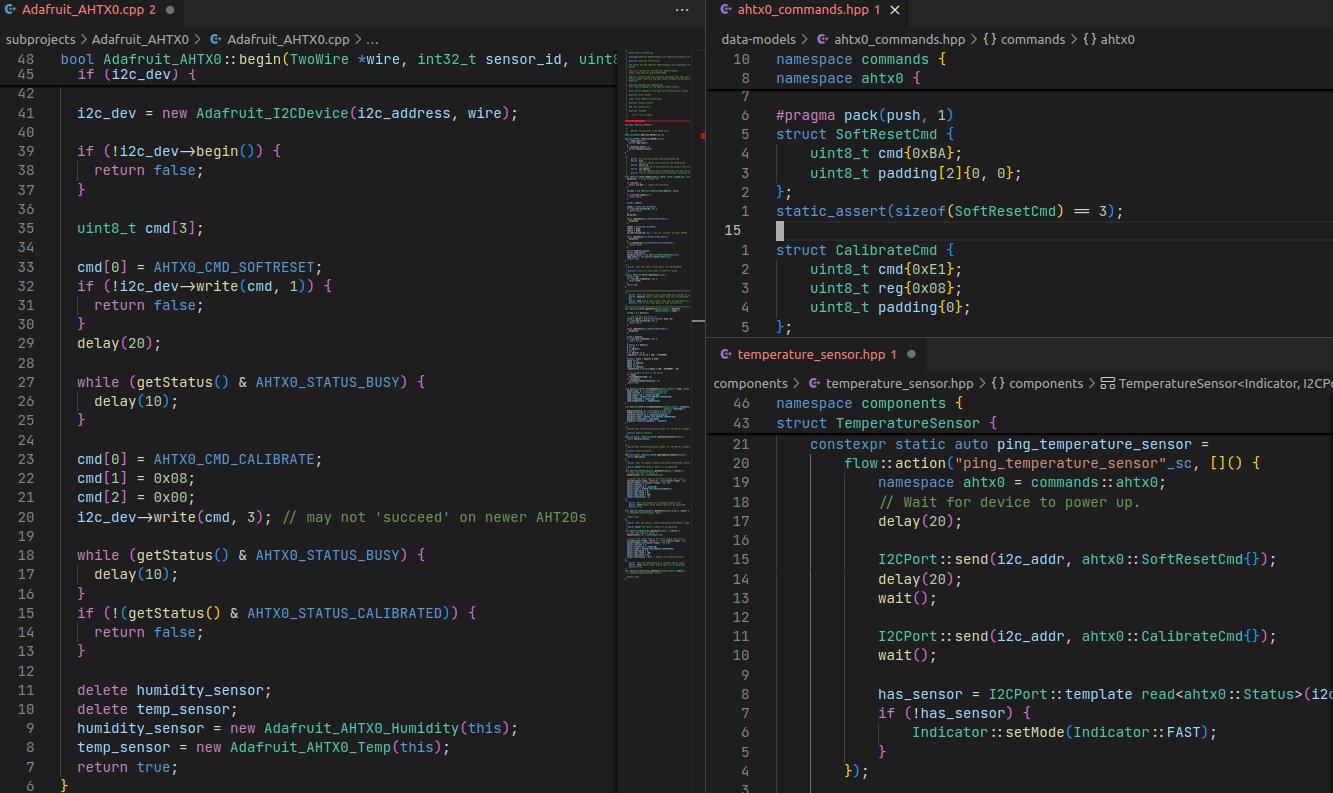 Adafruit_AHTX0.cpp 2
subprojects > Adafruit_AHTX0 > Adafruit_AHTX0.cpp > ...
48 bool Adafruit_AHTX0::begin(TwoWire *wire, int32_t sensor_id, uint8
45 if (i2c_dev) {
42
41 i2c_dev = new Adafruit_I2CDevice(i2c_address, wire);
40
39 if (!i2c_dev->begin()) {
38 return false;
37 }
36
35 uint8_t cmd[3];
34
33 cmd[0] = AHTX0_CMD_SOFTRESET;
32 if (!i2c_dev->write(cmd, 1)) {
31 return false;
30 }
29 delay(20);
28
27 while (getStatus() & AHTX0_STATUS_BUSY) {
26 delay(10);
25 }
24
23 cmd[0] = AHTX0_CMD_CALIBRATE;
22 cmd[1] = 0x08;
21 cmd[2] = 0x00;
20 i2c_dev->write(cmd, 3); // may not 'succeed' on newer AHT20s
19
18 while (getStatus() & AHTX0_STATUS_BUSY) {
17 delay(10);
16 }
15 if (!(getStatus() & AHTX0_STATUS_CALIBRATED)) {
14 return false;
13 }
12
11 delete humidity_sensor;
10 delete temp_sensor;
9 humidity_sensor = new Adafruit_AHTX0_Humidity(this);
8 temp_sensor = new Adafruit_AHTX0_Temp(this);
7 return true;
6 }
ahtx0_commands.hpp 1
data-models > ahtx0_commands.hpp > {} commands > {} ahtx0
10 namespace commands {
8 namespace ahtx0 {
7
6 #pragma pack(push, 1)
5 struct SoftResetCmd {
4 uint8_t cmd{0xBA};
3 uint8_t padding[2]{0, 0};
2 };
1 static_assert(sizeof(SoftResetCmd) == 3);
15
1 struct CalibrateCmd {
2 uint8_t cmd{0xE1};
3 uint8_t reg{0x08};
4 uint8_t padding{0};
5 };
temperature_sensor.hpp 1
components > temperature_sensor.hpp > {} components > TemperatureSensor<Indicator, I2CPo
46 namespace components {
43 struct TemperatureSensor {
21 constexpr static auto ping_temperature_sensor =
20 flow::action("ping_temperature_sensor"_sc, []() {
19 namespace ahtx0 = commands::ahtx0;
18 // Wait for device to power up.
17 delay(20);
16
15 I2CPort::send(i2c_addr, ahtx0::SoftResetCmd{});
14 delay(20);
13 wait();
12
11 I2CPort::send(i2c_addr, ahtx0::CalibrateCmd{});
10 wait();
9
8 has_sensor = I2CPort::template read<ahtx0::Status>(i2c
7 if (!has_sensor) {
6 Indicator::setMode(Indicator::FAST);
5 }
4 });
3